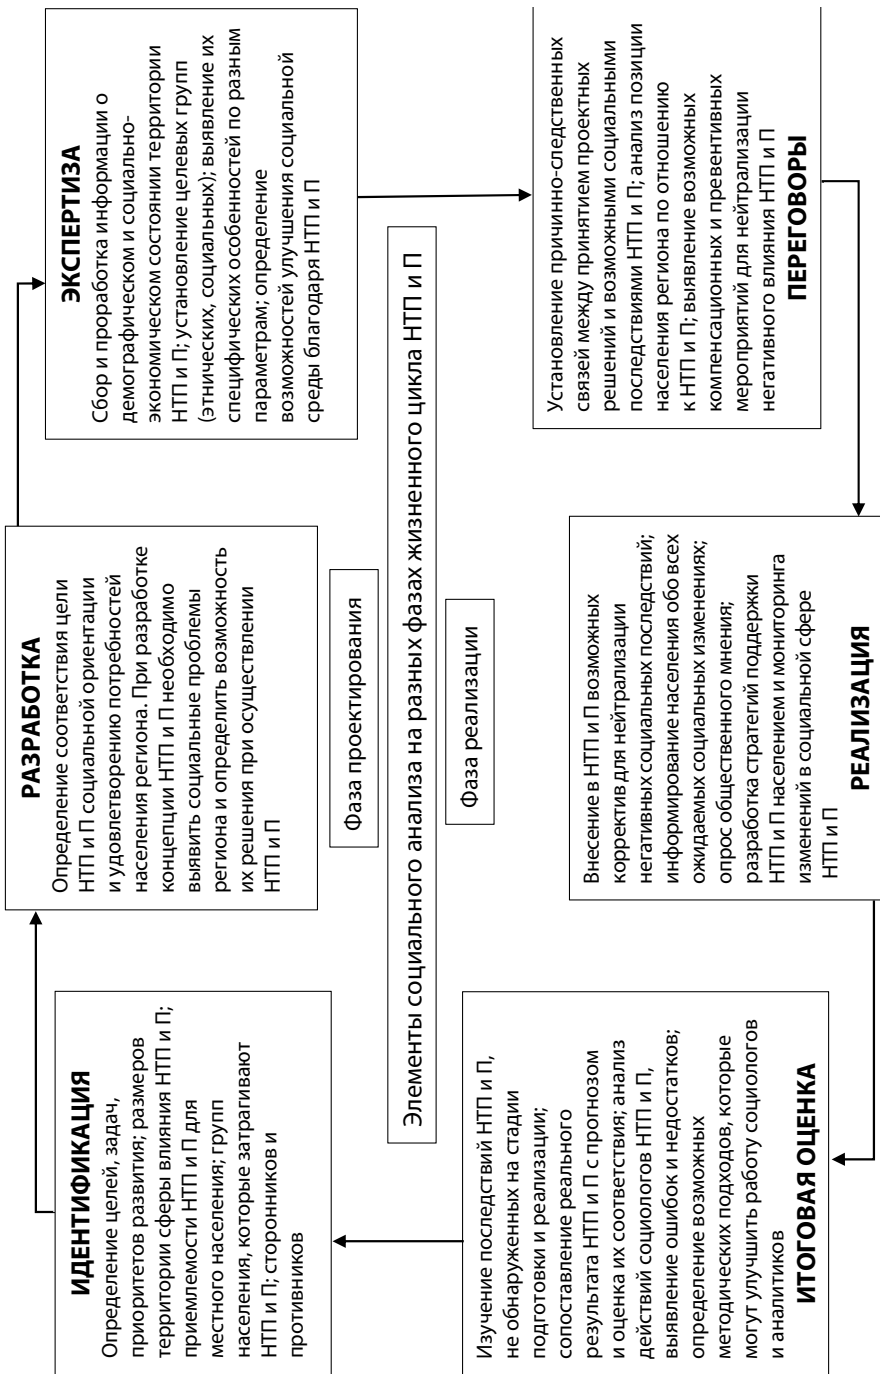 ИДЕНТИФИКАЦИЯ
Определение целей, задач,
приоритетов развития; размеров
территории сферы влияния НТП и П;
приемлемости НТП и П для
местного населения; групп
населения, которые затрагивают
НТП и П; сторонников и
противников
РАЗРАБОТКА
Определение соответствия цели
НТП и П социальной ориентации
и удовлетворению потребностей
населения региона. При разработке
концепции НТП и П необходимо
выявить социальные проблемы
региона и определить возможность
их решения при осуществлении
НТП и П
ЭКСПЕРТИЗА
Сбор и проработка информации о
демографическом и социально-
экономическом состоянии территории
НТП и П; установление целевых групп
(этнических, социальных); выявление их
специфических особенностей по разным
параметрам; определение
возможностей улучшения социальной
среды благодаря НТП и П
Фаза проектирования
Элементы социального анализа на разных фазах жизненного цикла НТП и П
Фаза реализации
Изучение последствий НТП и П,
не обнаруженных на стадии
подготовки и реализации;
сопоставление реального
результата НТП и П с прогнозом
и оценка их соответствия; анализ
действий социологов НТП и П,
выявление ошибок и недостатков;
определение возможных
методических подходов, которые
могут улучшить работу социологов
и аналитиков
ИТОГОВАЯ ОЦЕНКА
Внесение в НТП и П возможных
корректив для нейтрализации
негативных социальных последствий;
информирование населения обо всех
ожидаемых социальных изменениях;
опрос общественного мнения;
разработка стратегий поддержки
НТП и П населением и мониторинга
изменений в социальной сфере
НТП и П
РЕАЛИЗАЦИЯ
Установление причинно-следственных
связей между принятием проектных
решений и возможными социальными
последствиями НТП и П; анализ позиции
населения региона по отношению
к НТП и П; выявление возможных
компенсационных и превентивных
мероприятий для нейтрализации
негативного влияния НТП и П
ПЕРЕГОВОРЫ